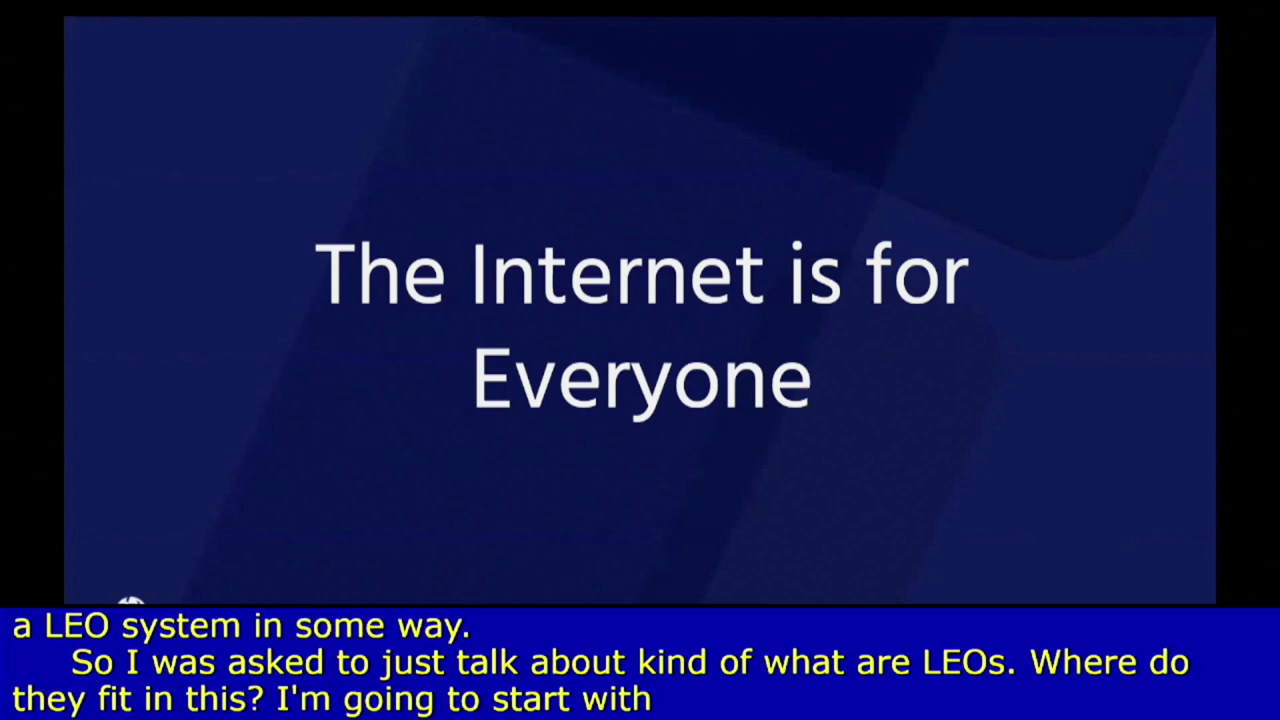 The Internet is for
Everyone
a LEO system in some way.
So I was asked to just talk about kind of what are LEOs. Where do
they fit in this? I'm going to start with